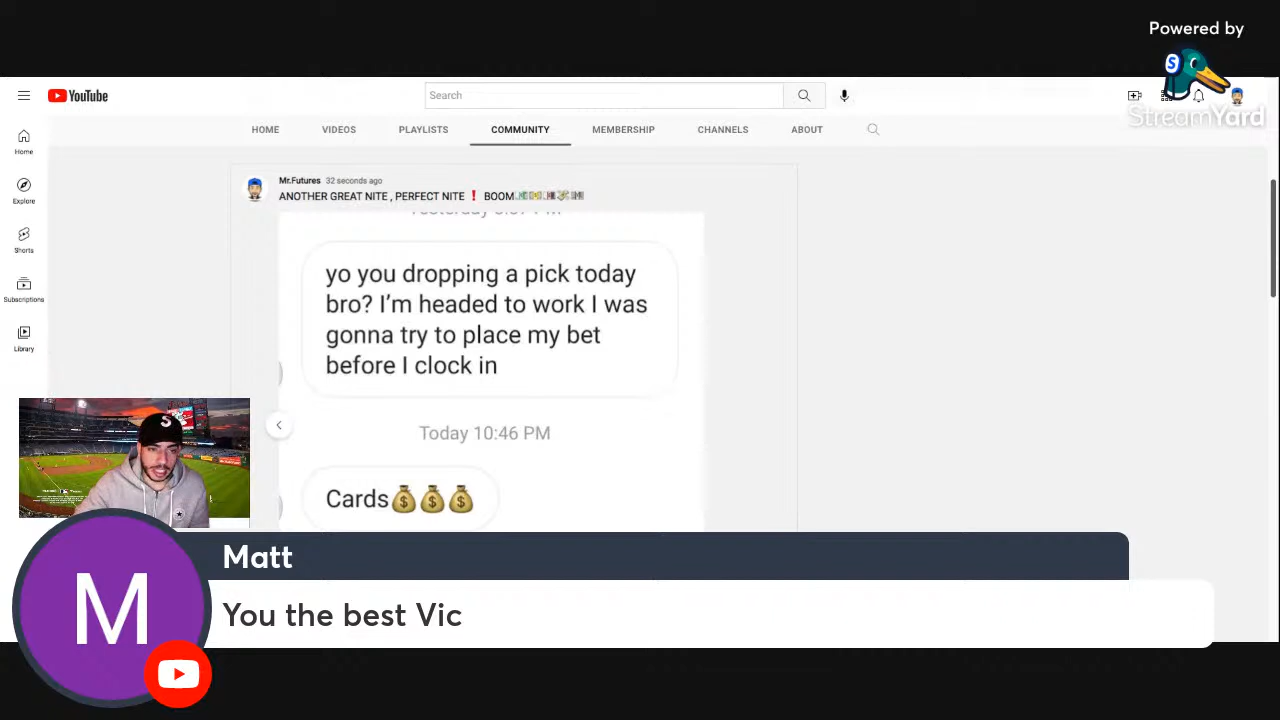 Powered by
StreamYard
YouTube
Search
HOME VIDEOS PLAYLISTS COMMUNITY MEMBERSHIP CHANNELS ABOUT
Home
Explore
Shorts
Subscriptions
Library
Mr.Futures 32 seconds ago
ANOTHER GREAT NITE , PERFECT NITE ❗ BOOM
yo you dropping a pick today
bro? I'm headed to work I was
gonna try to place my bet
before I clock in
Today 10:46 PM
Cards💰💰💰
M
Matt
You the best Vic